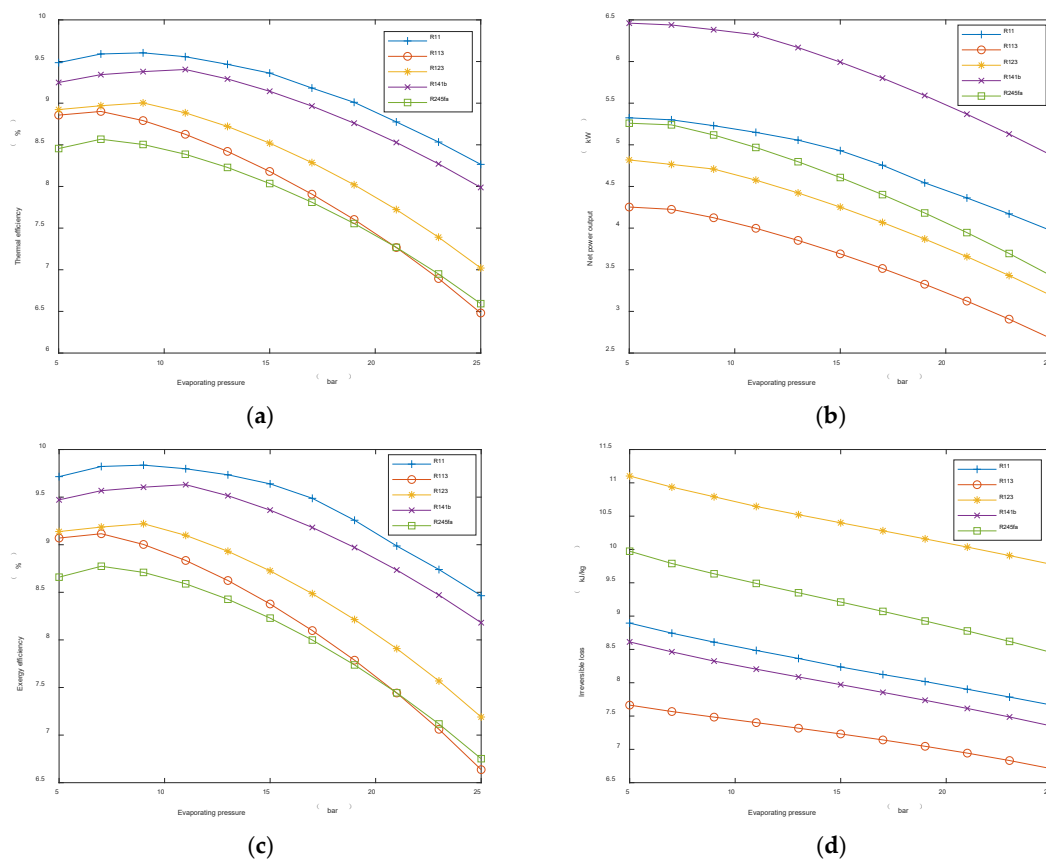 10
9.5
9
8.5
8
7.5
7
6.5
6
( % )
Thermal efficiency
5
10
15
20
25
Evaporating pressure ( bar )
R11
R113
R123
R141b
R245fa
(a)
6.5
6
5.5
5
4.5
4
3.5
3
2.5
( kW )
Net power output
5
10
15
20
Evaporating pressure ( bar )
R11
R113
R123
R141b
R245fa
(b)
10
9.5
9
8.5
8
7.5
7
6.5
( % )
Exergy efficiency
5
10
15
20
25
Evaporating pressure ( bar )
R11
R113
R123
R141b
R245fa
(c)
11.5
11
10.5
10
9.5
9
8.5
8
7.5
7
6.5
( kJ/kg )
Irreversible loss
5
10
15
20
Evaporating pressure ( bar )
R11
R113
R123
R141b
R245fa
(d)